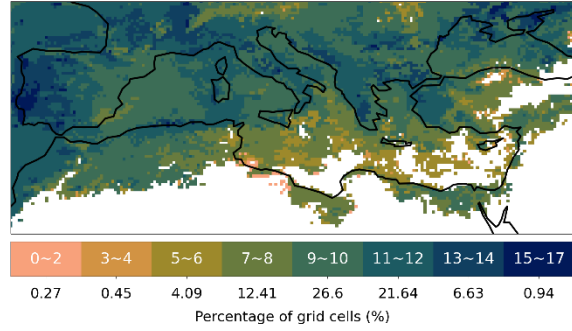 0~2 3~4 5~6 7~8 9~10 11~12 13~14 15~17
0.27 0.45 4.09 12.41 26.6 21.64 6.63 0.94
Percentage of grid cells (%)